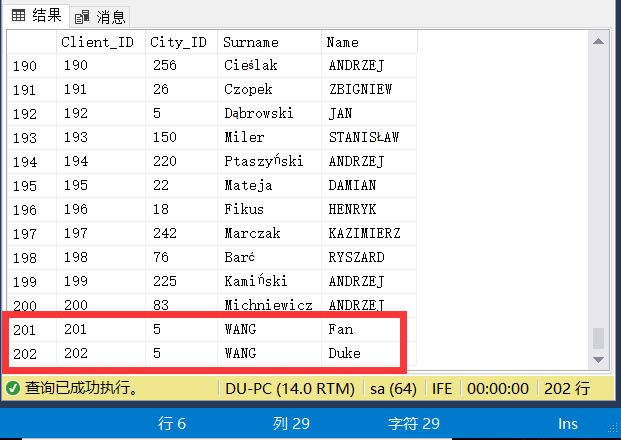 结果 消息
Client_ID City_ID Surname Name
190 190 256 Cieślak ANDRZEJ
191 191 26 Czopek ZBIGNIEW
192 192 5 Dąbrowski JAN
193 193 150 Miler STANISŁAW
194 194 220 Ptaszyński ANDRZEJ
195 195 22 Mateja DAMIAN
196 196 18 Fikus HENRYK
197 197 242 Marczak KAZIMIERZ
198 198 76 Barć RYSZARD
199 199 225 Kamiński ANDRZEJ
200 200 83 Michniewicz ANDRZEJ
201 201 5 WANG Fan
202 202 5 WANG Duke
查询已成功执行。 DU-PC (14.0 RTM) sa (64) IFE 00:00:00 202 行
行 6 列 29 字符 29 Ins